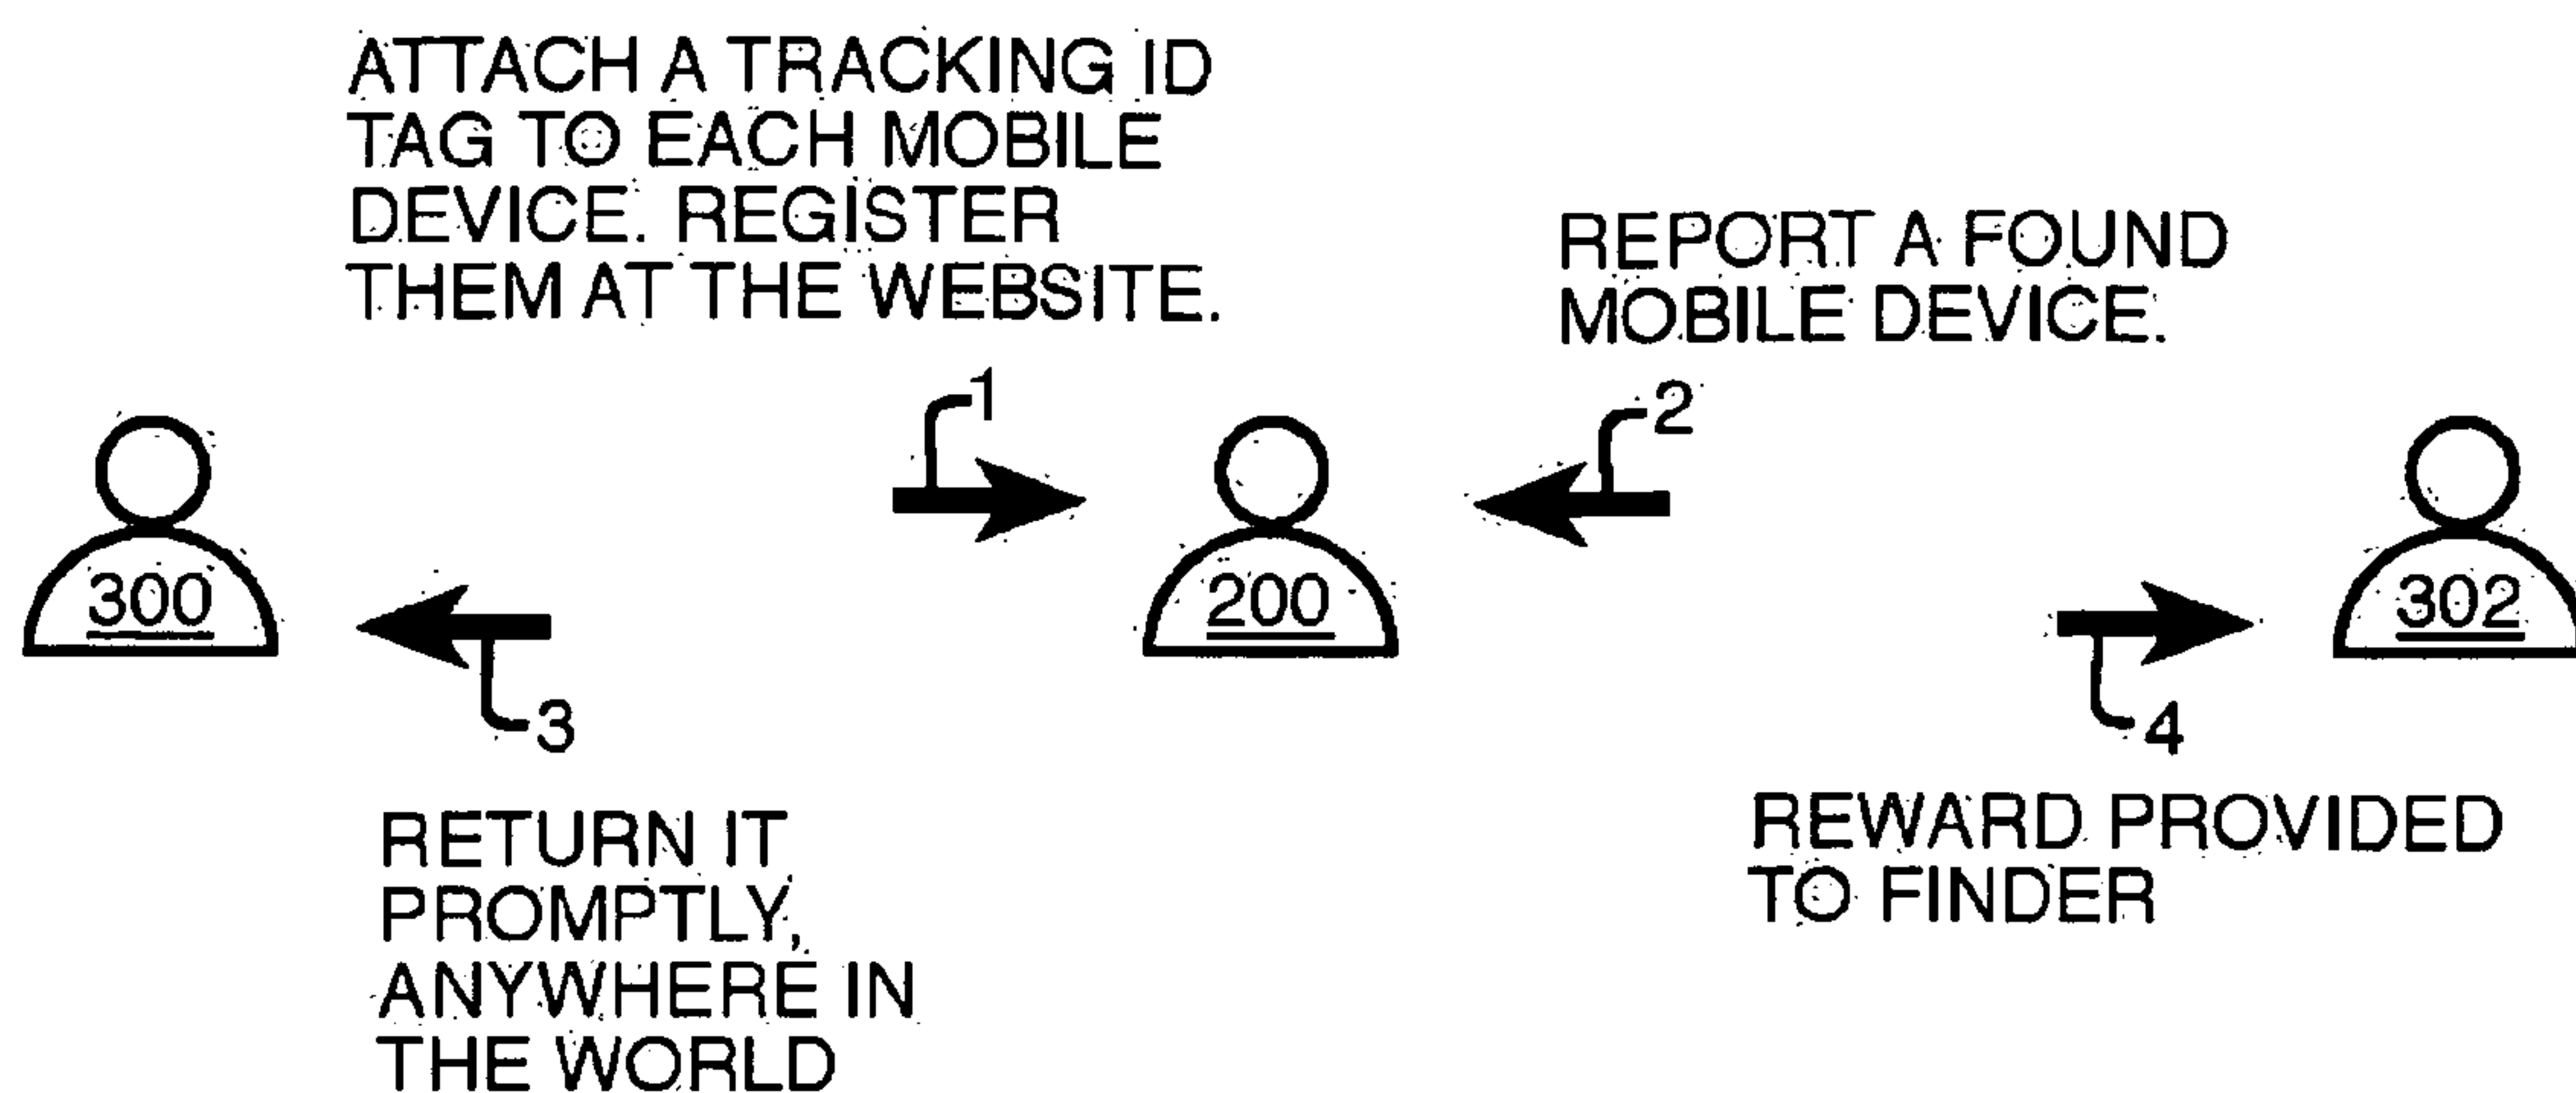 ATTACH A TRACKING ID
TAG TO EACH MOBILE
DEVICE. REGISTER
THEM AT THE WEBSITE.
REPORT A FOUND
MOBILE DEVICE.
1
2
300
200
302
3
4
RETURN IT
PROMPTLY,
ANYWHERE IN
THE WORLD
REWARD PROVIDED
TO FINDER